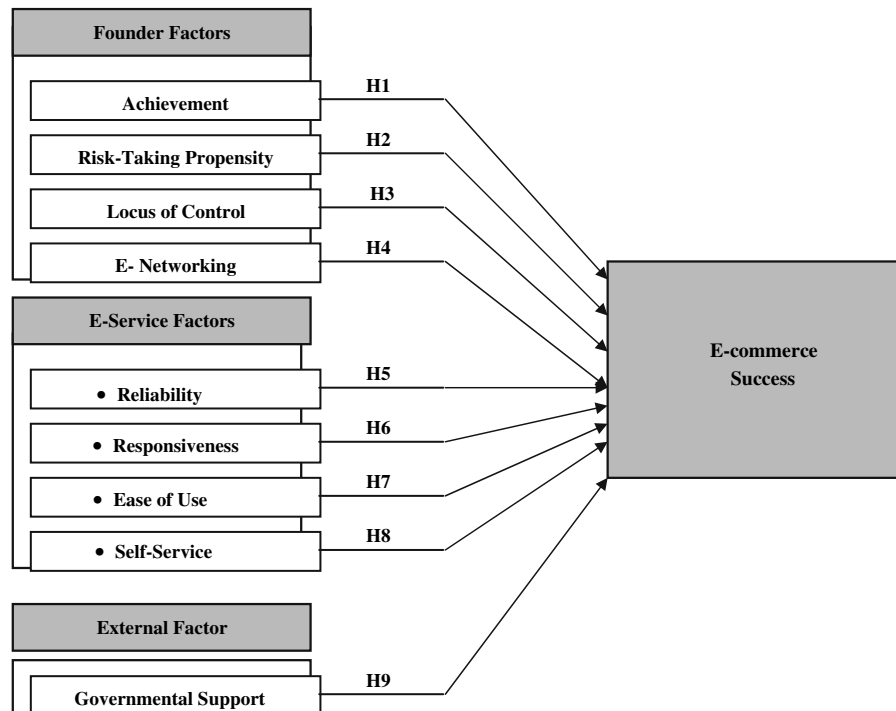 Founder Factors
Achievement
H1
Risk-Taking Propensity
H2
Locus of Control
H3
E- Networking
H4
E-Service Factors
• Reliability
H5
• Responsiveness
H6
• Ease of Use
H7
• Self-Service
H8
External Factor
Governmental Support
H9
E-commerce
Success